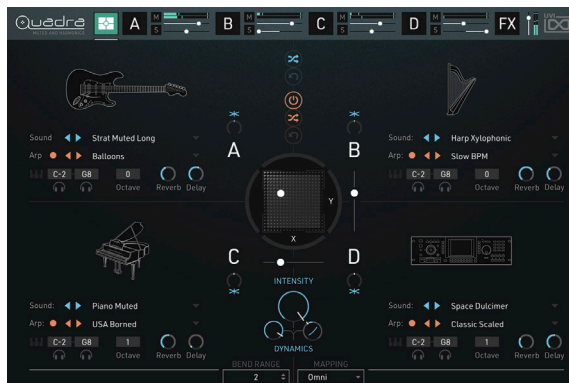 Quadra A M S B M S C M S D M S FX UVI
MUTED AND HARMONICS
Sound Strat Muted Long
Arp: Balloons
C-2 G8 0
Octave Reverb Delay
A
B
Sound: Harp Xylophonic
Arp: Slow BPM
C-2 G8 0
Octave Reverb Delay
Y
X
C
D
INTENSITY
DYNAMICS
Sound: Piano Muted
Arp: USA Borned
C-2 G8 1
Octave Reverb Delay
Sound: Space Dulcimer
Arp: Classic Scaled
C-2 G8 1
Octave Reverb Delay
BEND RANGE MAPPING
2 Omni